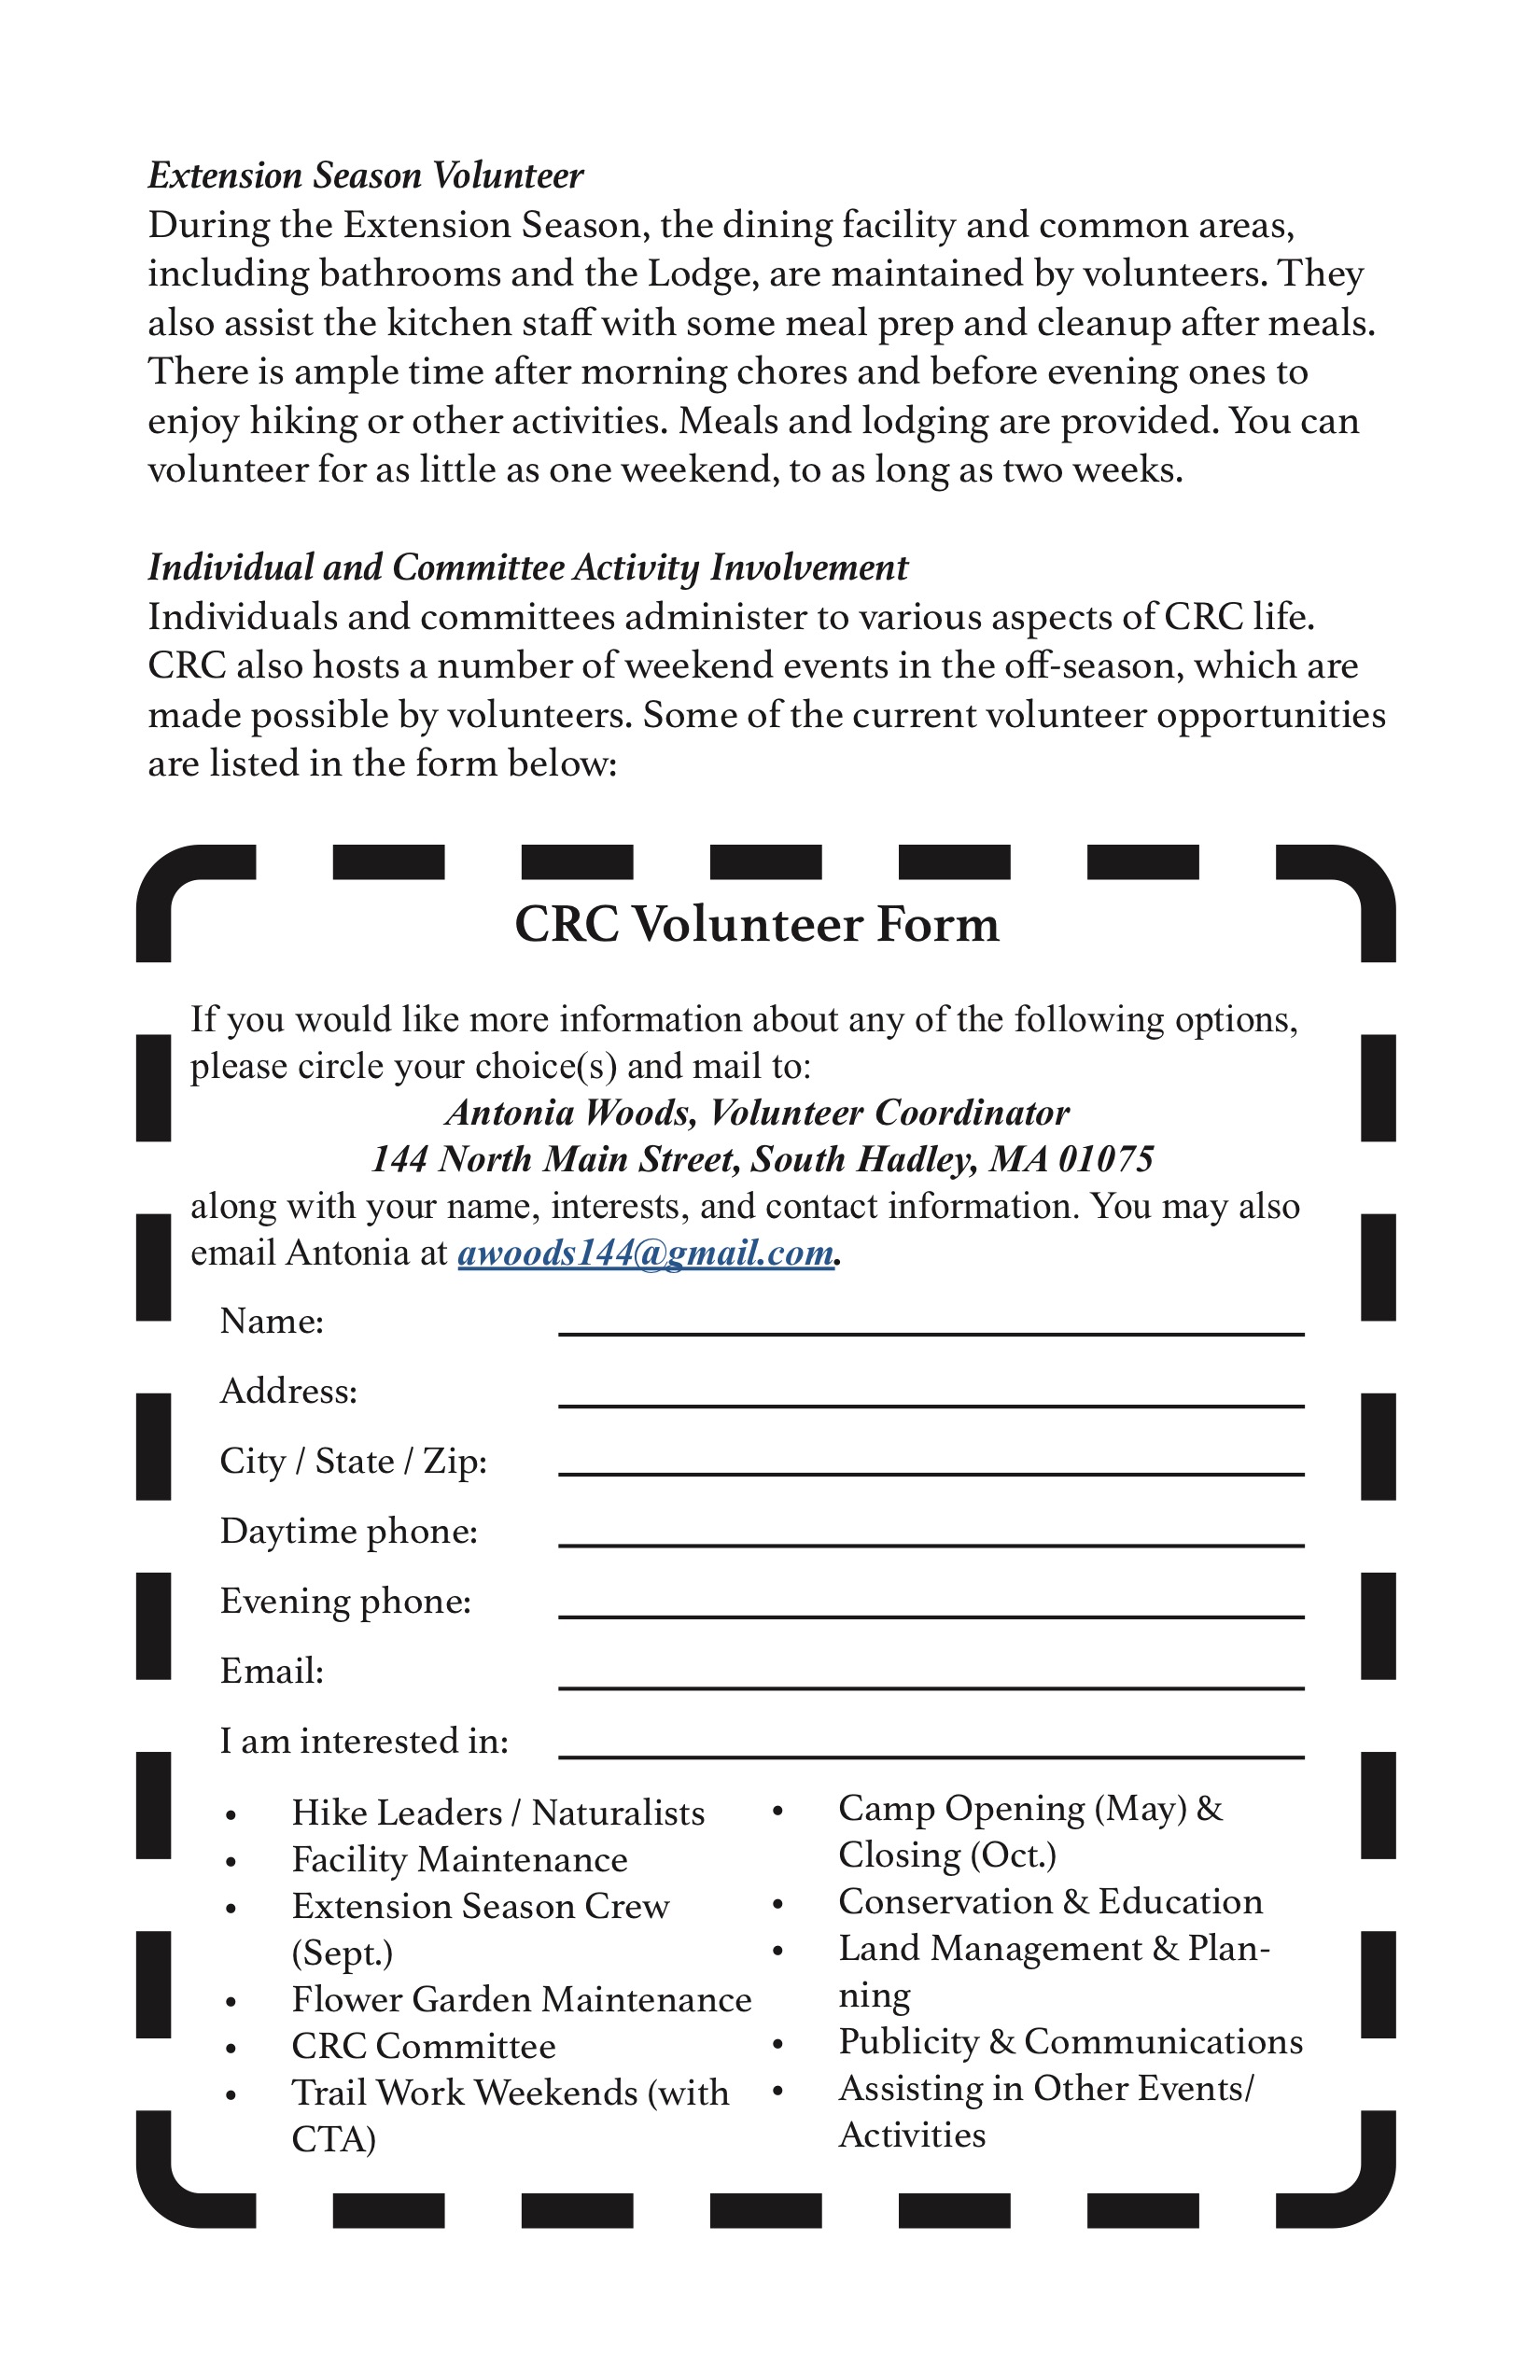 Extension Season Volunteer
During the Extension Season, the dining facility and common areas,
including bathrooms and the Lodge, are maintained by volunteers. They
also assist the kitchen staff with some meal prep and cleanup after meals.
There is ample time after morning chores and before evening ones to
enjoy hiking or other activities. Meals and lodging are provided. You can
volunteer for as little as one weekend, to as long as two weeks.
Individual and Committee Activity Involvement
Individuals and committees administer to various aspects of CRC life.
CRC also hosts a number of weekend events in the off-season, which are
made possible by volunteers. Some of the current volunteer opportunities
are listed in the form below:
CRC Volunteer Form
If you would like more information about any of the following options,
please circle your choice(s) and mail to:
Antonia Woods, Volunteer Coordinator
144 North Main Street, South Hadley, MA 01075
along with your name, interests, and contact information. You may also
email Antonia at awoods144@gmail.com.
Name:
Address:
City / State / Zip:
Daytime phone:
Evening phone:
Email:
I am interested in:
• Hike Leaders / Naturalists
• Facility Maintenance
• Extension Season Crew
(Sept.)
• Flower Garden Maintenance
• CRC Committee
• Trail Work Weekends (with
CTA)
• Camp Opening (May) &
Closing (Oct.)
• Conservation & Education
• Land Management & Plan-
ning
• Publicity & Communications
• Assisting in Other Events/
Activities